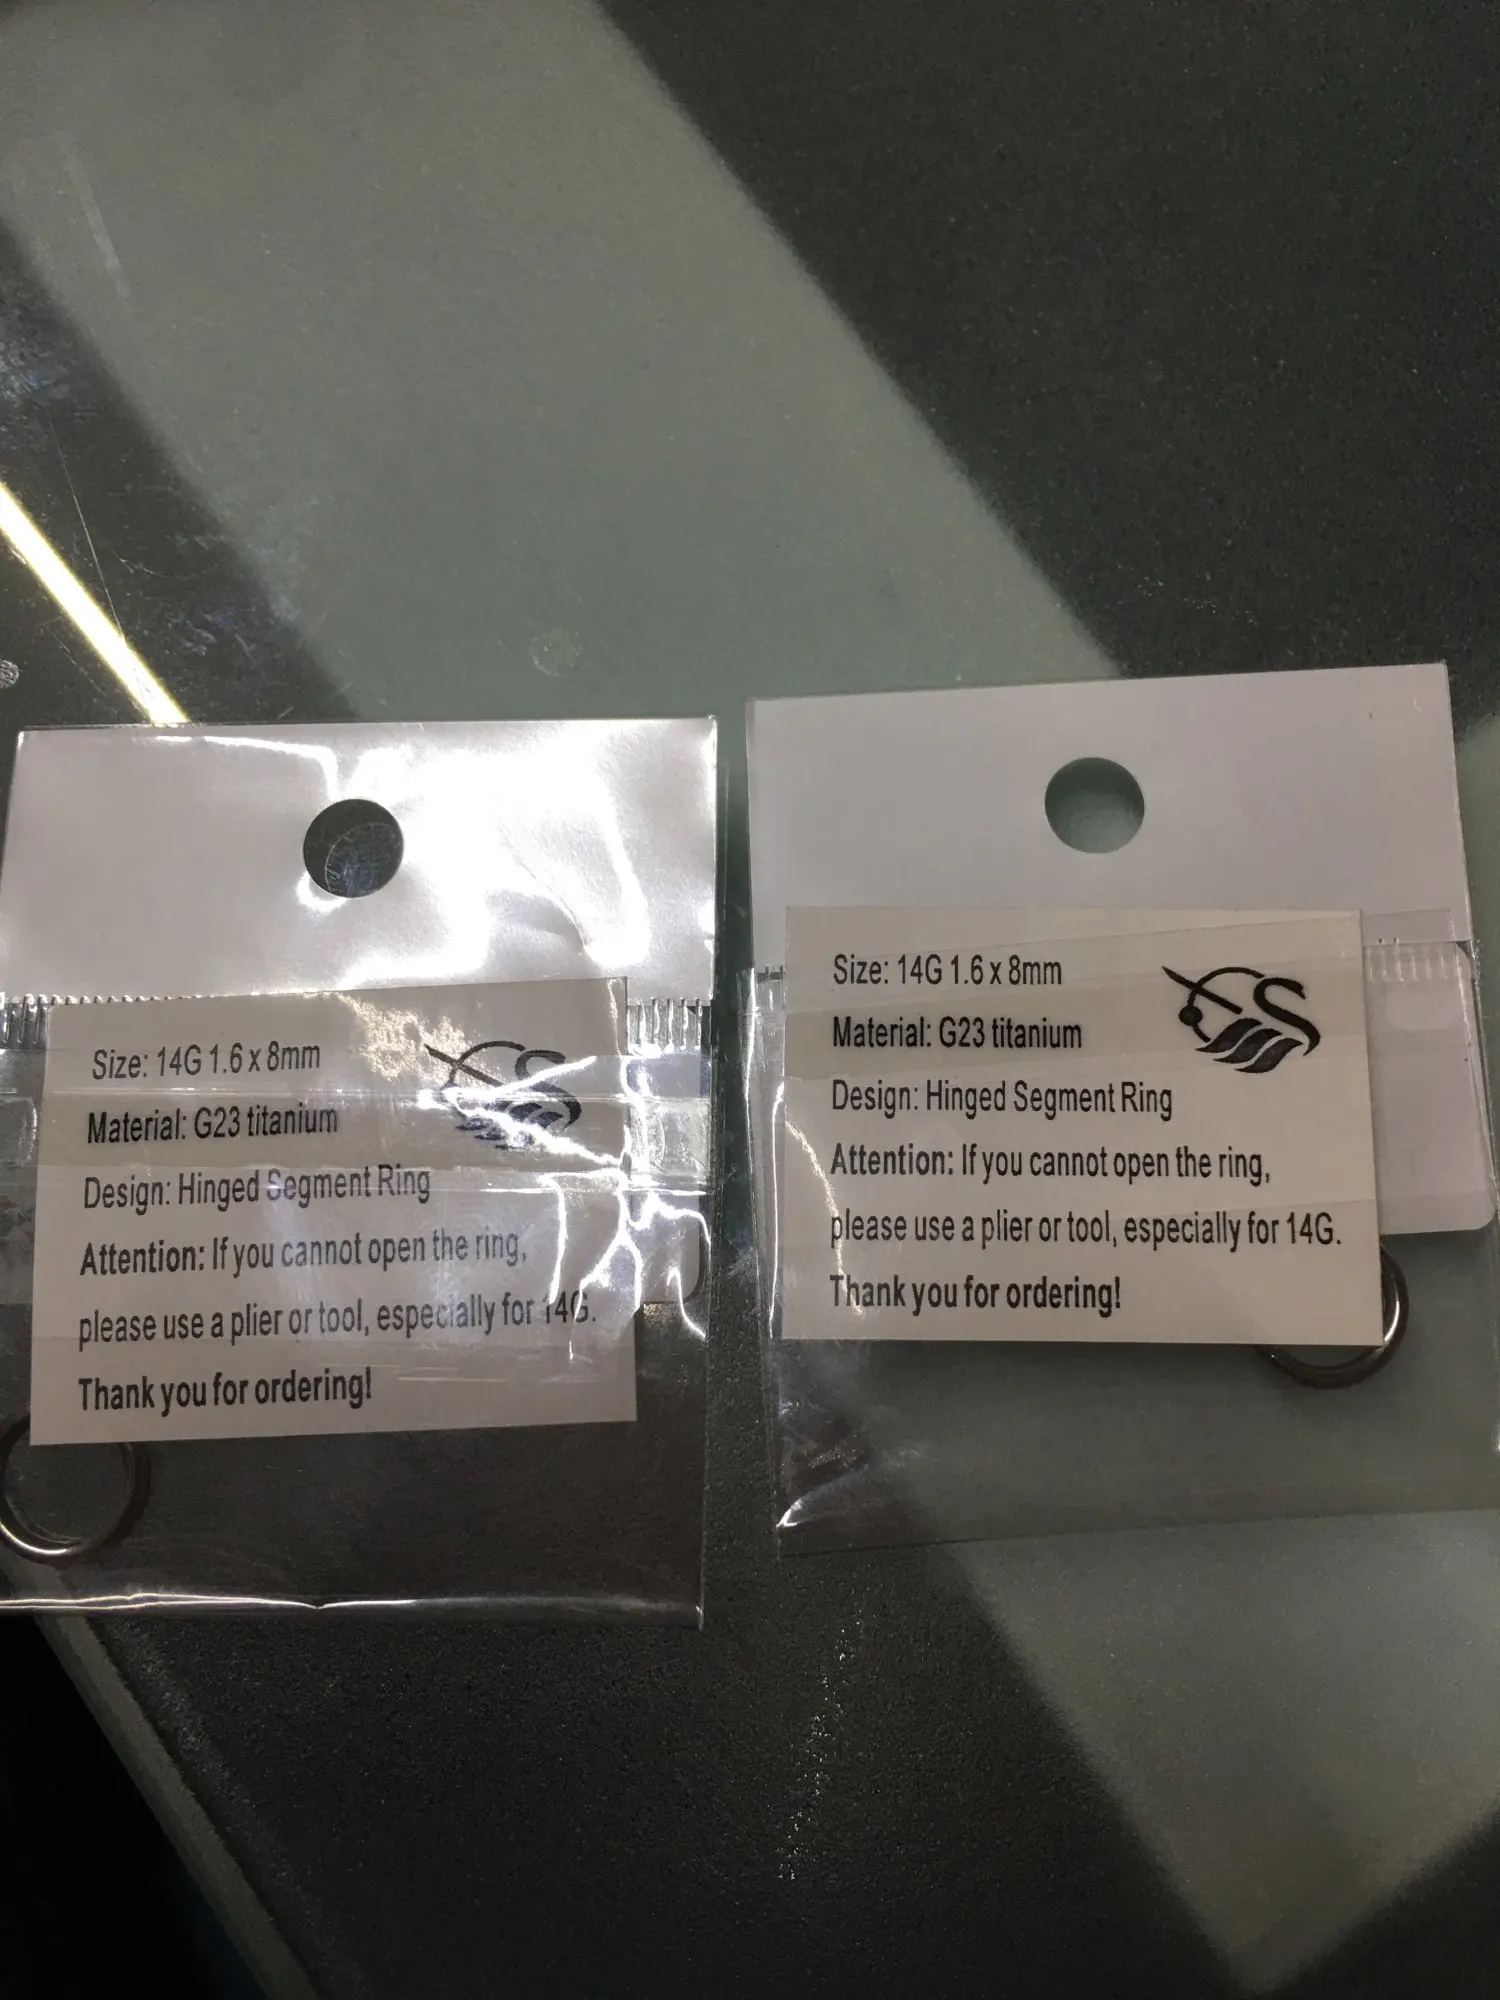 Size: 14G 1.6 x 8mm
Material: G23 titanium
Design: Hinged Segment Ring
Attention: If you cannot open the ring,
please use a plier or tool, especially for 14G.
Thank you for ordering!
Size: 14G 1.6 x 8mm
Material: G23 titanium
Design: Hinged Segment Ring
Attention: If you cannot open the ring,
please use a plier or tool, especially for 14G.
Thank you for ordering!